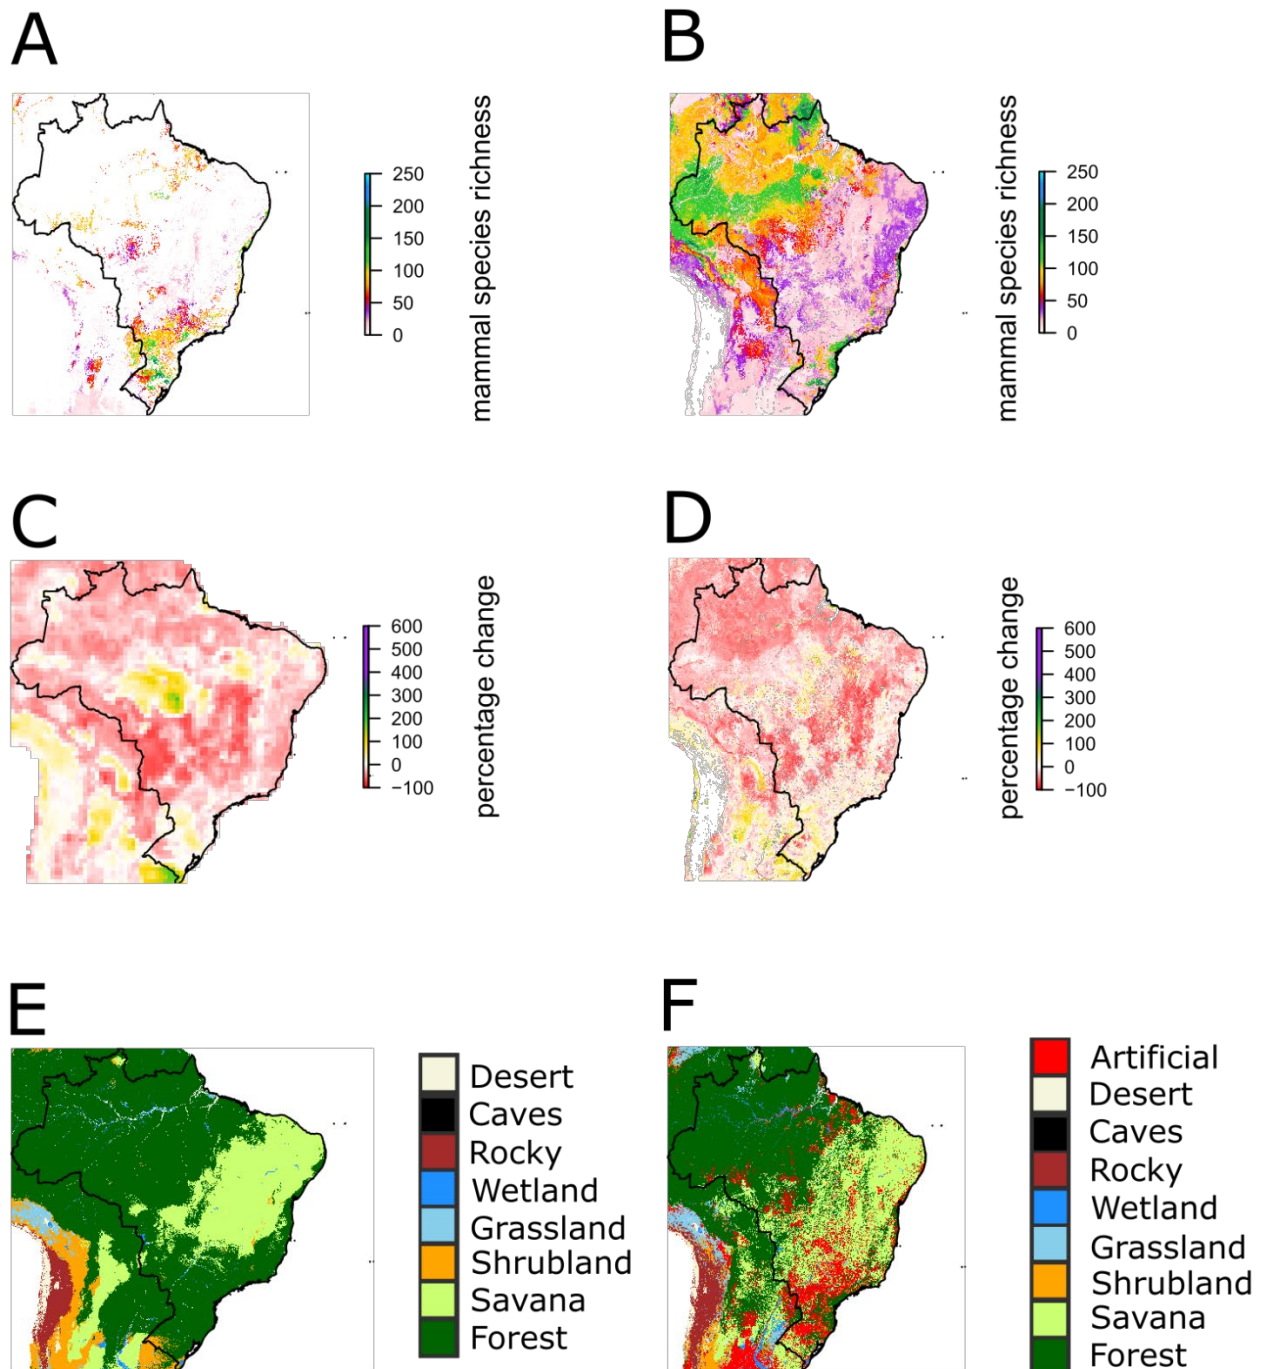 A
B
250
200
150
100
50
0
mammal species richness
250
200
150
100
50
0
mammal species richness
C
D
600
500
400
300
200
100
0
−100
percentage change
600
500
400
300
200
100
0
−100
percentage change
E
F
Desert
Caves
Rocky
Wetland
Grassland
Shrubland
Savana
Forest
Artificial
Desert
Caves
Rocky
Wetland
Grassland
Shrubland
Savana
Forest